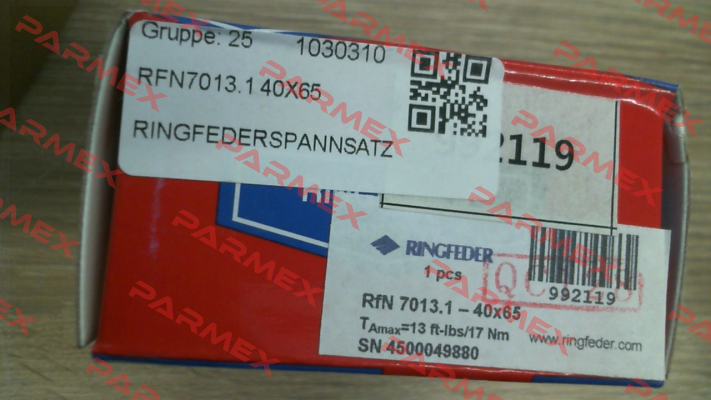 Gruppe: 25 1030310
RFN7013.1 40X65
RINGFEDERSPANNSATZ
992119
RINGFEDER
1 pcs
992119
RfN 7013.1 – 40x65
TAmax=13 ft-lbs/17 Nm
www.ringfeder.com
SN 4500049880
PARMEX